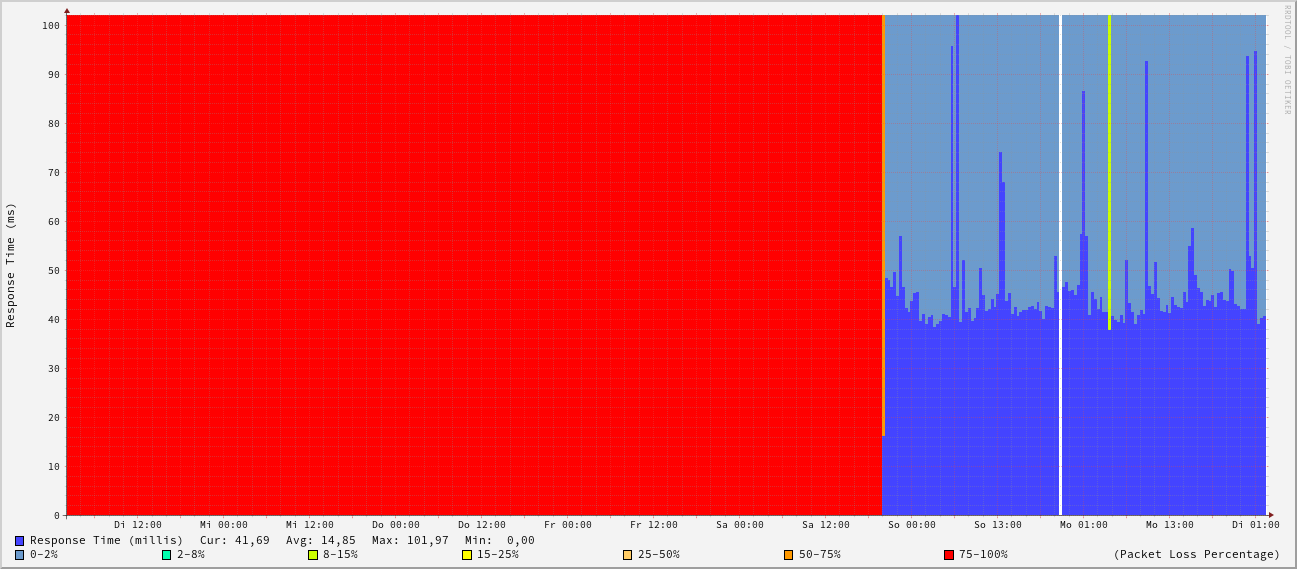 RRDTOOL / TOBI OETIKER
Response Time (ms)
100
90
80
70
60
50
40
30
20
10
0
Di 12:00 Mi 00:00 Mi 12:00 Do 00:00 Do 12:00 Fr 00:00 Fr 12:00 Sa 00:00 Sa 12:00 So 00:00 So 13:00 Mo 01:00 Mo 13:00 Di 01:00
Response Time (millis) Cur: 41,69 Avg: 14,85 Max: 101,97 Min: 0,00
0-2% 2-8% 8-15% 15-25% 25-50% 50-75% 75-100% (Packet Loss Percentage)